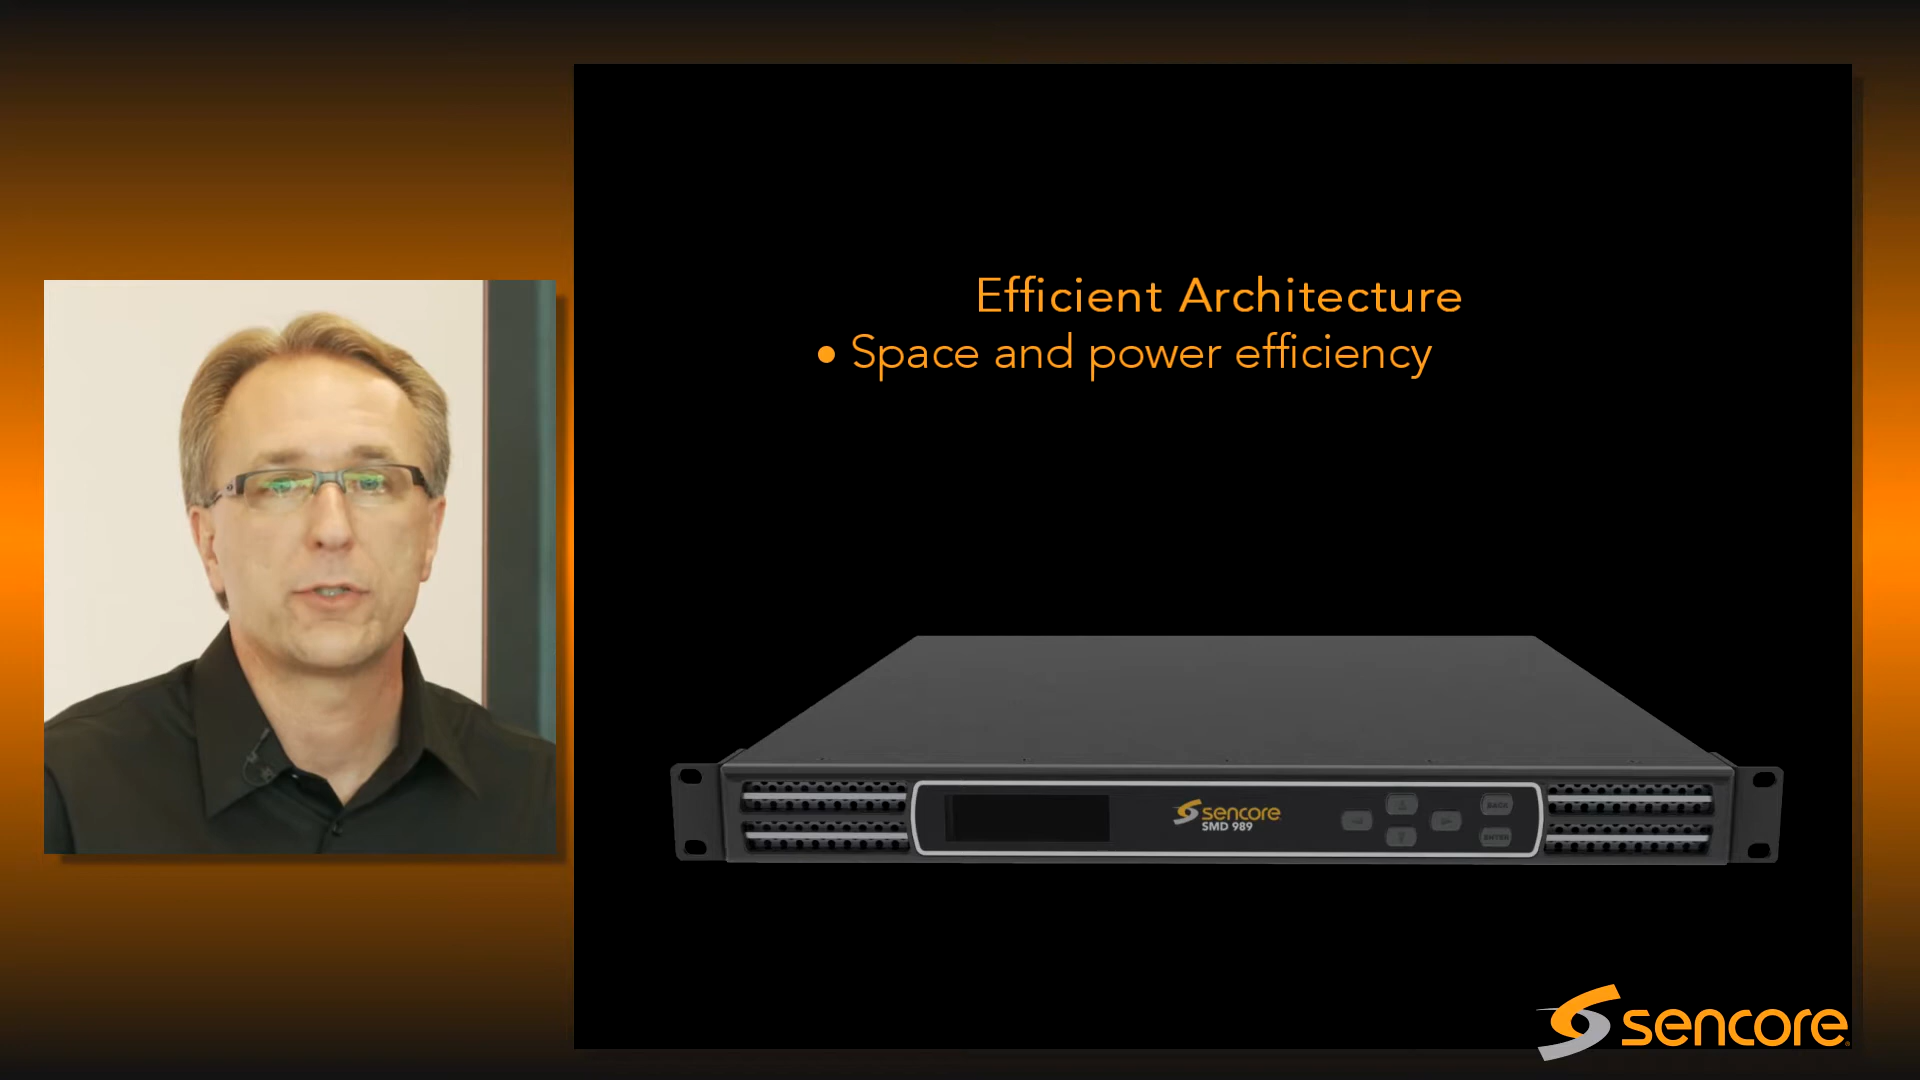 Efficient Architecture
• Space and power efficiency
sencore
SMD 989
BACK
ENTER
sencore